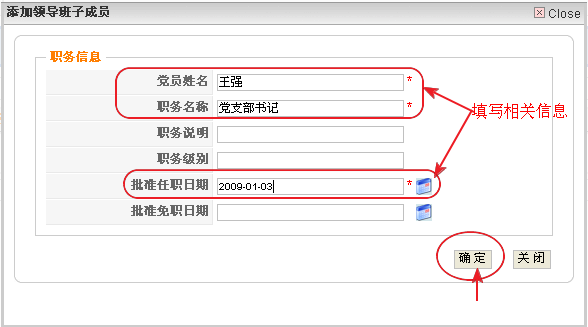 添加领导班子成员 Close
职务信息
党员姓名 王强 *
职务名称 党支部书记 *
填写相关信息
职务说明
职务级别
批准任职日期 2009-01-03 *
批准免职日期
确定 关闭